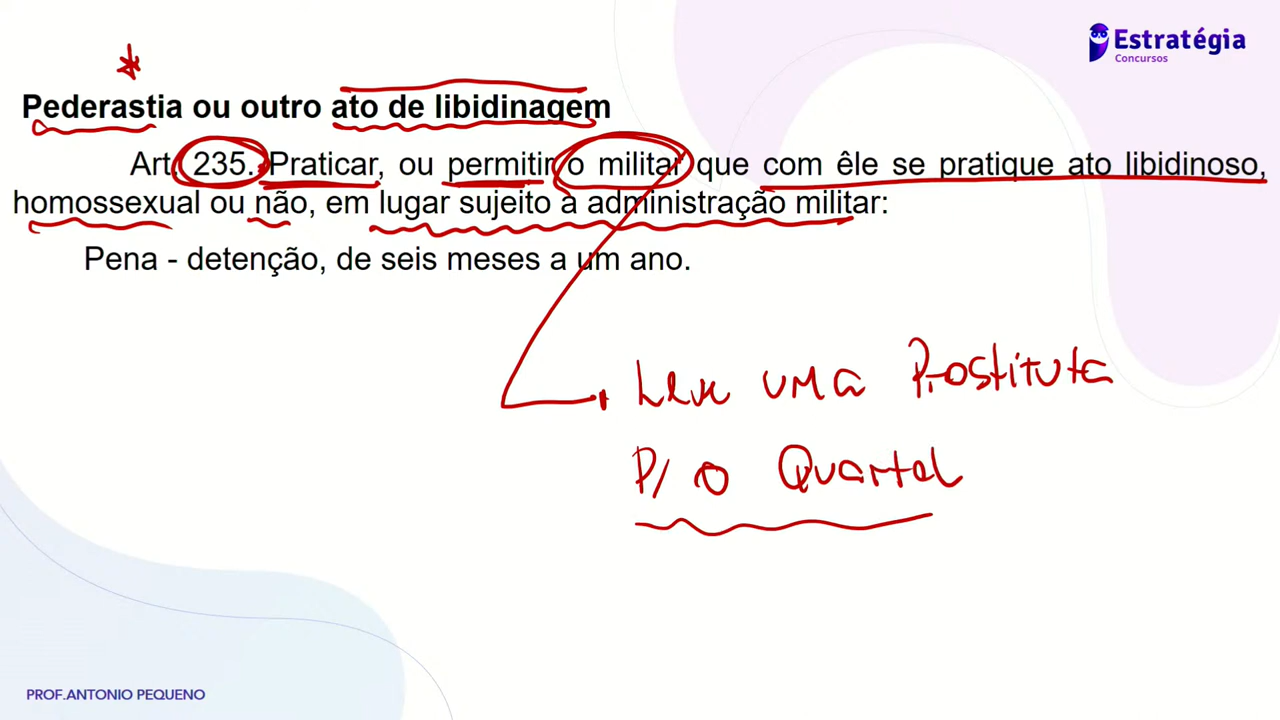 Estratégia
Concursos
Pederastia ou outro ato de libidinagem
Art. 235. Praticar, ou permitir o militar que com êle se pratique ato libidinoso,
homossexual ou não, em lugar sujeito a administração militar:
Pena - detenção, de seis meses a um ano.
uma Prostituta
P/ o Quartel
PROF.ANTONIO PEQUENO